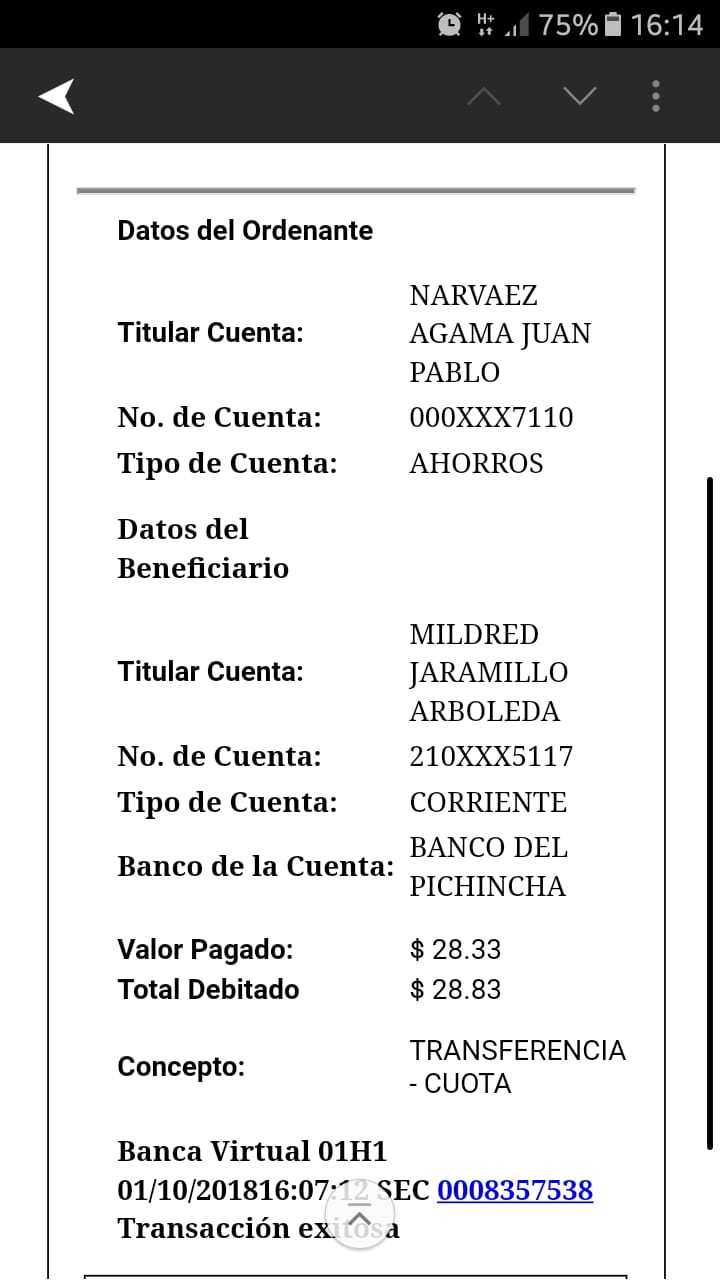 H+ 75% 16:14
Datos del Ordenante
Titular Cuenta: NARVAEZ
AGAMA JUAN
PABLO
No. de Cuenta: 000XXX7110
Tipo de Cuenta: AHORROS
Datos del
Beneficiario
Titular Cuenta: MILDRED
JARAMILLO
ARBOLEDA
No. de Cuenta: 210XXX5117
Tipo de Cuenta: CORRIENTE
Banco de la Cuenta: BANCO DEL
PICHINCHA
Valor Pagado: $ 28.33
Total Debitado $ 28.83
Concepto: TRANSFERENCIA
- CUOTA
Banca Virtual 01H1
01/10/201816:07:12 SEC 0008357538
Transacción exitosa